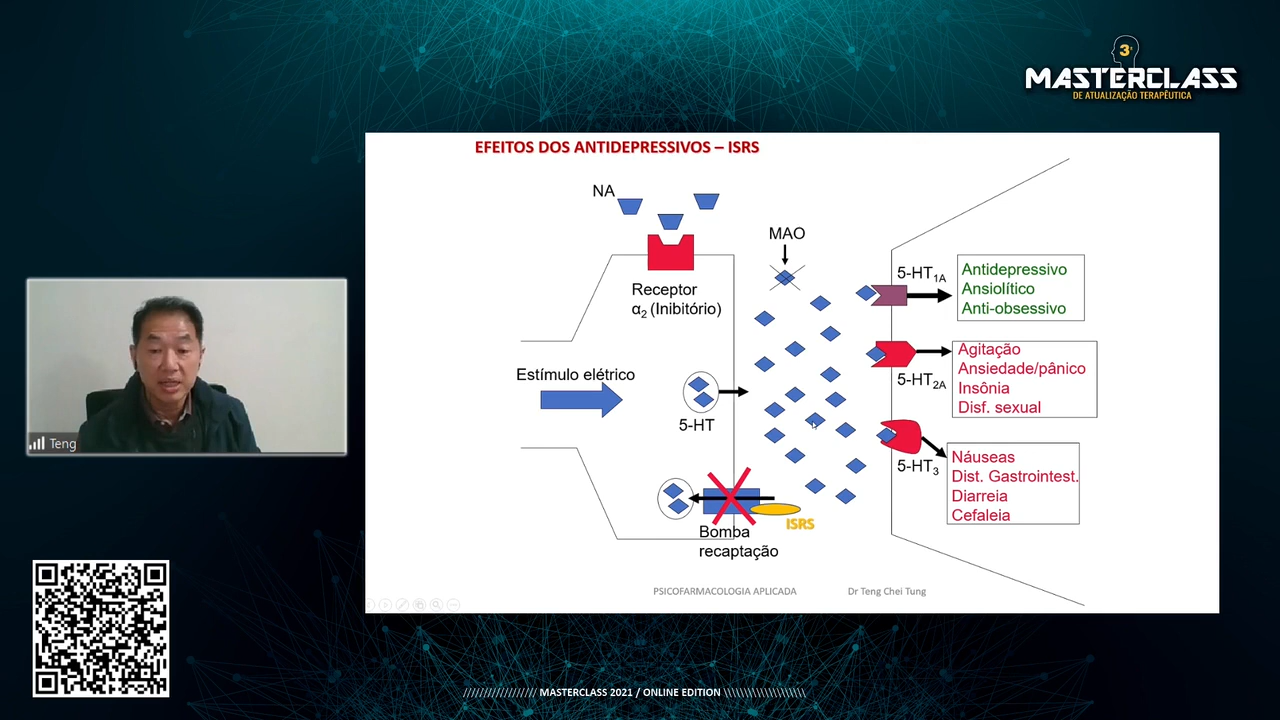 3ª
MASTERCLASS
DE ATUALIZAÇÃO TERAPÊUTICA
EFEITOS DOS ANTIDEPRESSIVOS – ISRS
NA
MAO
Receptor
α2 (Inibitório)
5-HT1A
Antidepressivo
Ansiolítico
Anti-obsessivo
Estímulo elétrico
5-HT
5-HT2A
Agitação
Ansiedade/pânico
Insônia
Disf. sexual
5-HT3
Náuseas
Dist. Gastrointest.
Diarreia
Cefaleia
ISRS
Bomba
recaptação
Teng
PSICOFARMACOLOGIA APLICADA
Dr Teng Chei Tung
////////////////// MASTERCLASS 2021 / ONLINE EDITION \\\\\\\\\\\\\\\\\\\\